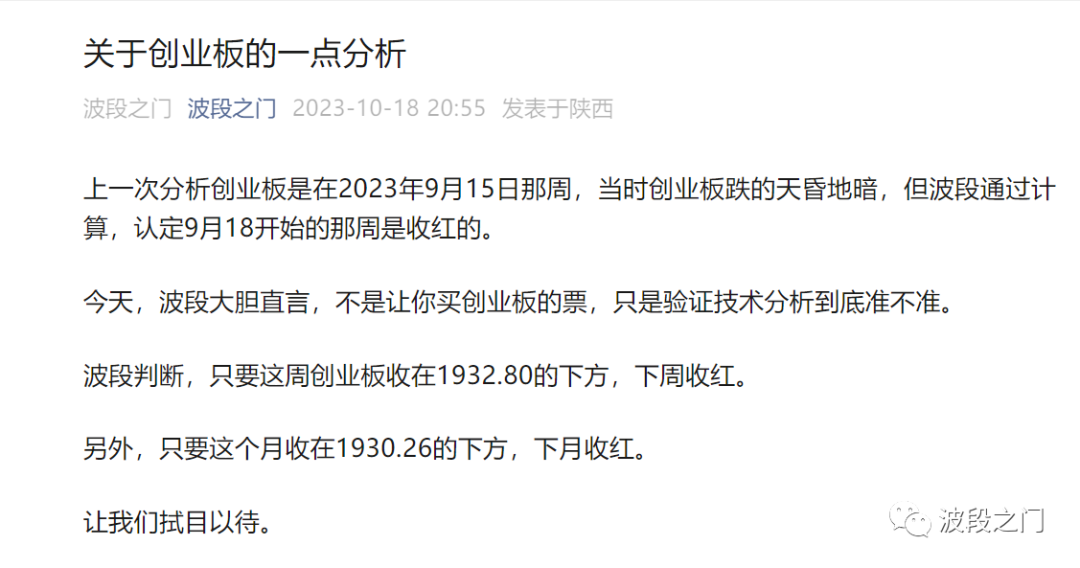 关于创业板的一点分析
波段之门 波段之门 2023-10-18 20:55 发表于陕西
上一次分析创业板是在2023年9月15日那周，当时创业板跌的天昏地暗，但波段通过计
算，认定9月18开始的那周是收红的。
今天，波段大胆直言，不是让你买创业板的票，只是验证技术分析到底准不准。
波段判断，只要这周创业板收在1932.80的下方，下周收红。
另外，只要这个月收在1930.26的下方，下月收红。
让我们拭目以待。
波段之门